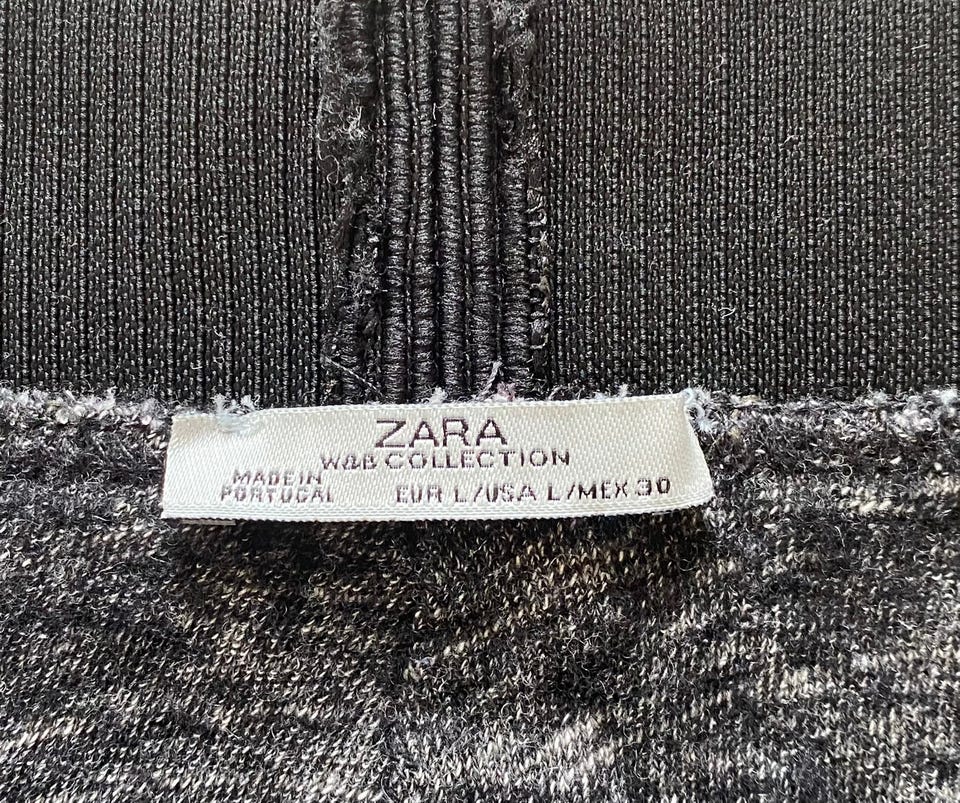 ZARA
W&B COLLECTION
MADE IN
PORTUGAL
EUR L/USA L/MEX 30